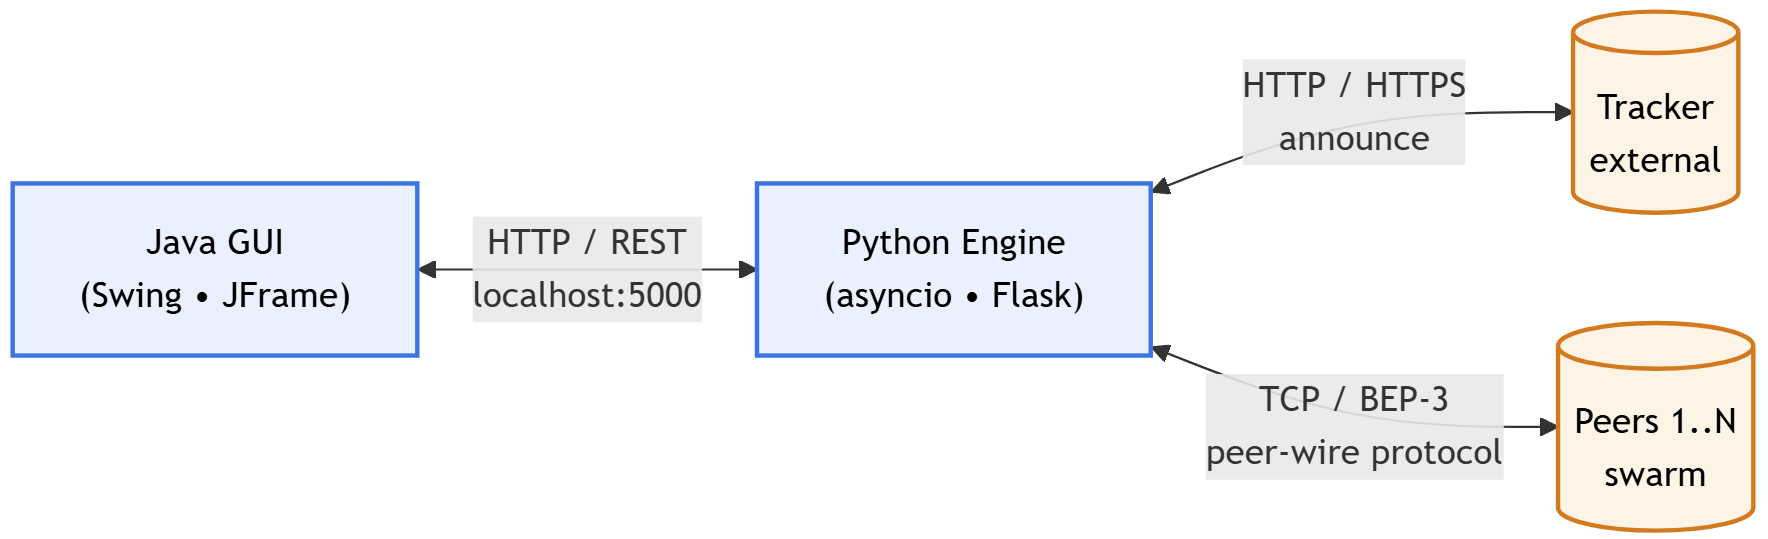 Java GUI
(Swing • JFrame)
HTTP / REST
localhost:5000
Python Engine
(asyncio • Flask)
HTTP / HTTPS
announce
Tracker
external
TCP / BEP-3
peer-wire protocol
Peers 1..N
swarm